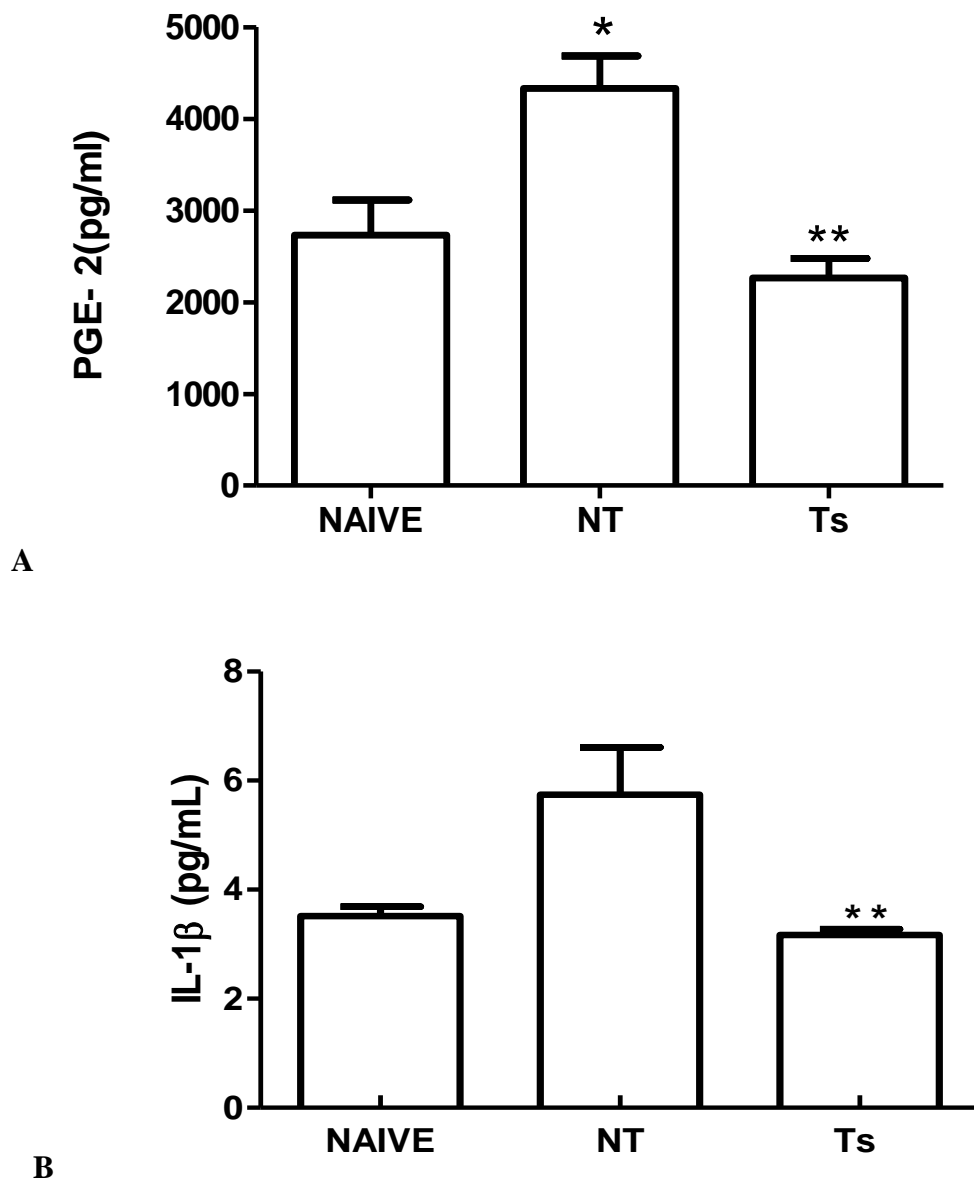 5000
4000
3000
2000
1000
0
PGE- 2(pg/ml)
*
**
NAIVE NT Ts
A
8
6
4
2
0
IL-1β (pg/mL)
**
NAIVE NT Ts
B